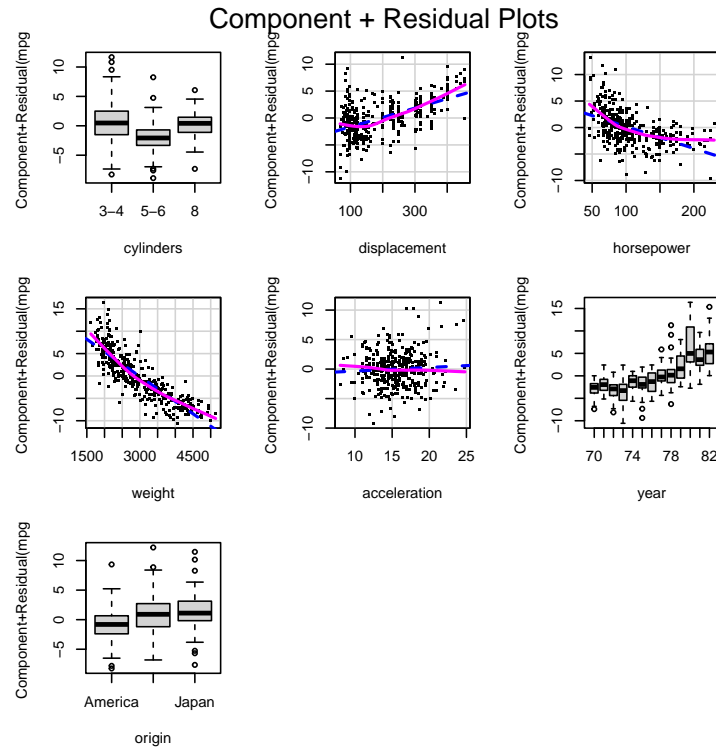 Component + Residual Plots
Component+Residual(mpg
10
5
0
−5
3−4 5−6 8
cylinders
Component+Residual(mpg
10
5
0
−10
100 300
displacement
Component+Residual(mpg
10
5
0
−10
50 100 200
horsepower
Component+Residual(mpg
15
5
0
−10
1500 3000 4500
weight
Component+Residual(mpg
10
5
0
−10
10 15 20 25
acceleration
Component+Residual(mpg
15
5
0
−10
70 74 78 82
year
Component+Residual(mpg
10
5
0
−5
America Japan
origin